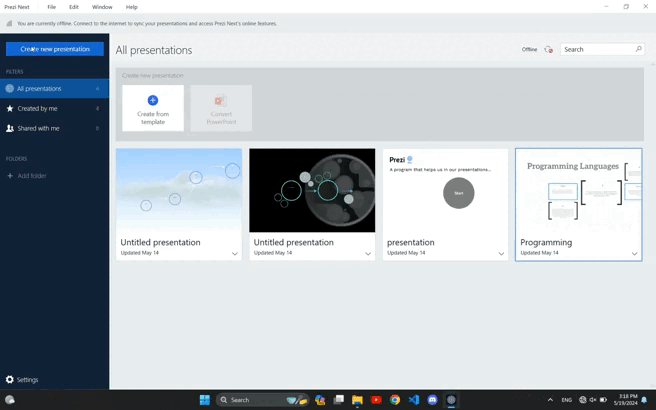 Prezi Next File Edit Window Help
You are currently offline. Connect to the internet to sync your presentations and access Prezi Next's online features.
Create new presentation
FILTERS
All presentations 4
Created by me 4
Shared with me 0
FOLDERS
Add folder
Settings
All presentations
Offline
Search
Create new presentation
Create from
template
Convert
PowerPoint
Untitled presentation
Updated May 14
Untitled presentation
Updated May 14
Prezi
A program that helps us in our presentations...
Start
presentation
Updated May 14
Programming Languages
Programming
Updated May 14
Search
ENG
3:18 PM
5/19/2024